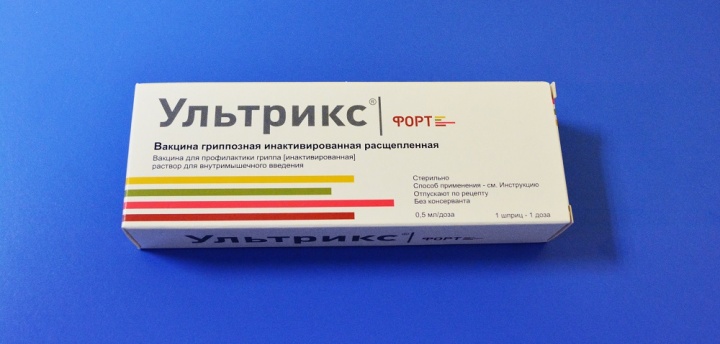 Ультрикс® ФОРТЕ
Вакцина гриппозная инактивированная расщепленная
Вакцина для профилактики гриппа [инактивированная]
раствор для внутримышечного введения
Стерильно
Способ применения - см. Инструкцию
Отпускают по рецепту
Без консерванта
0,5 мл/доза
1 шприц - 1 доза
Ультрикс® ФОРТЕ